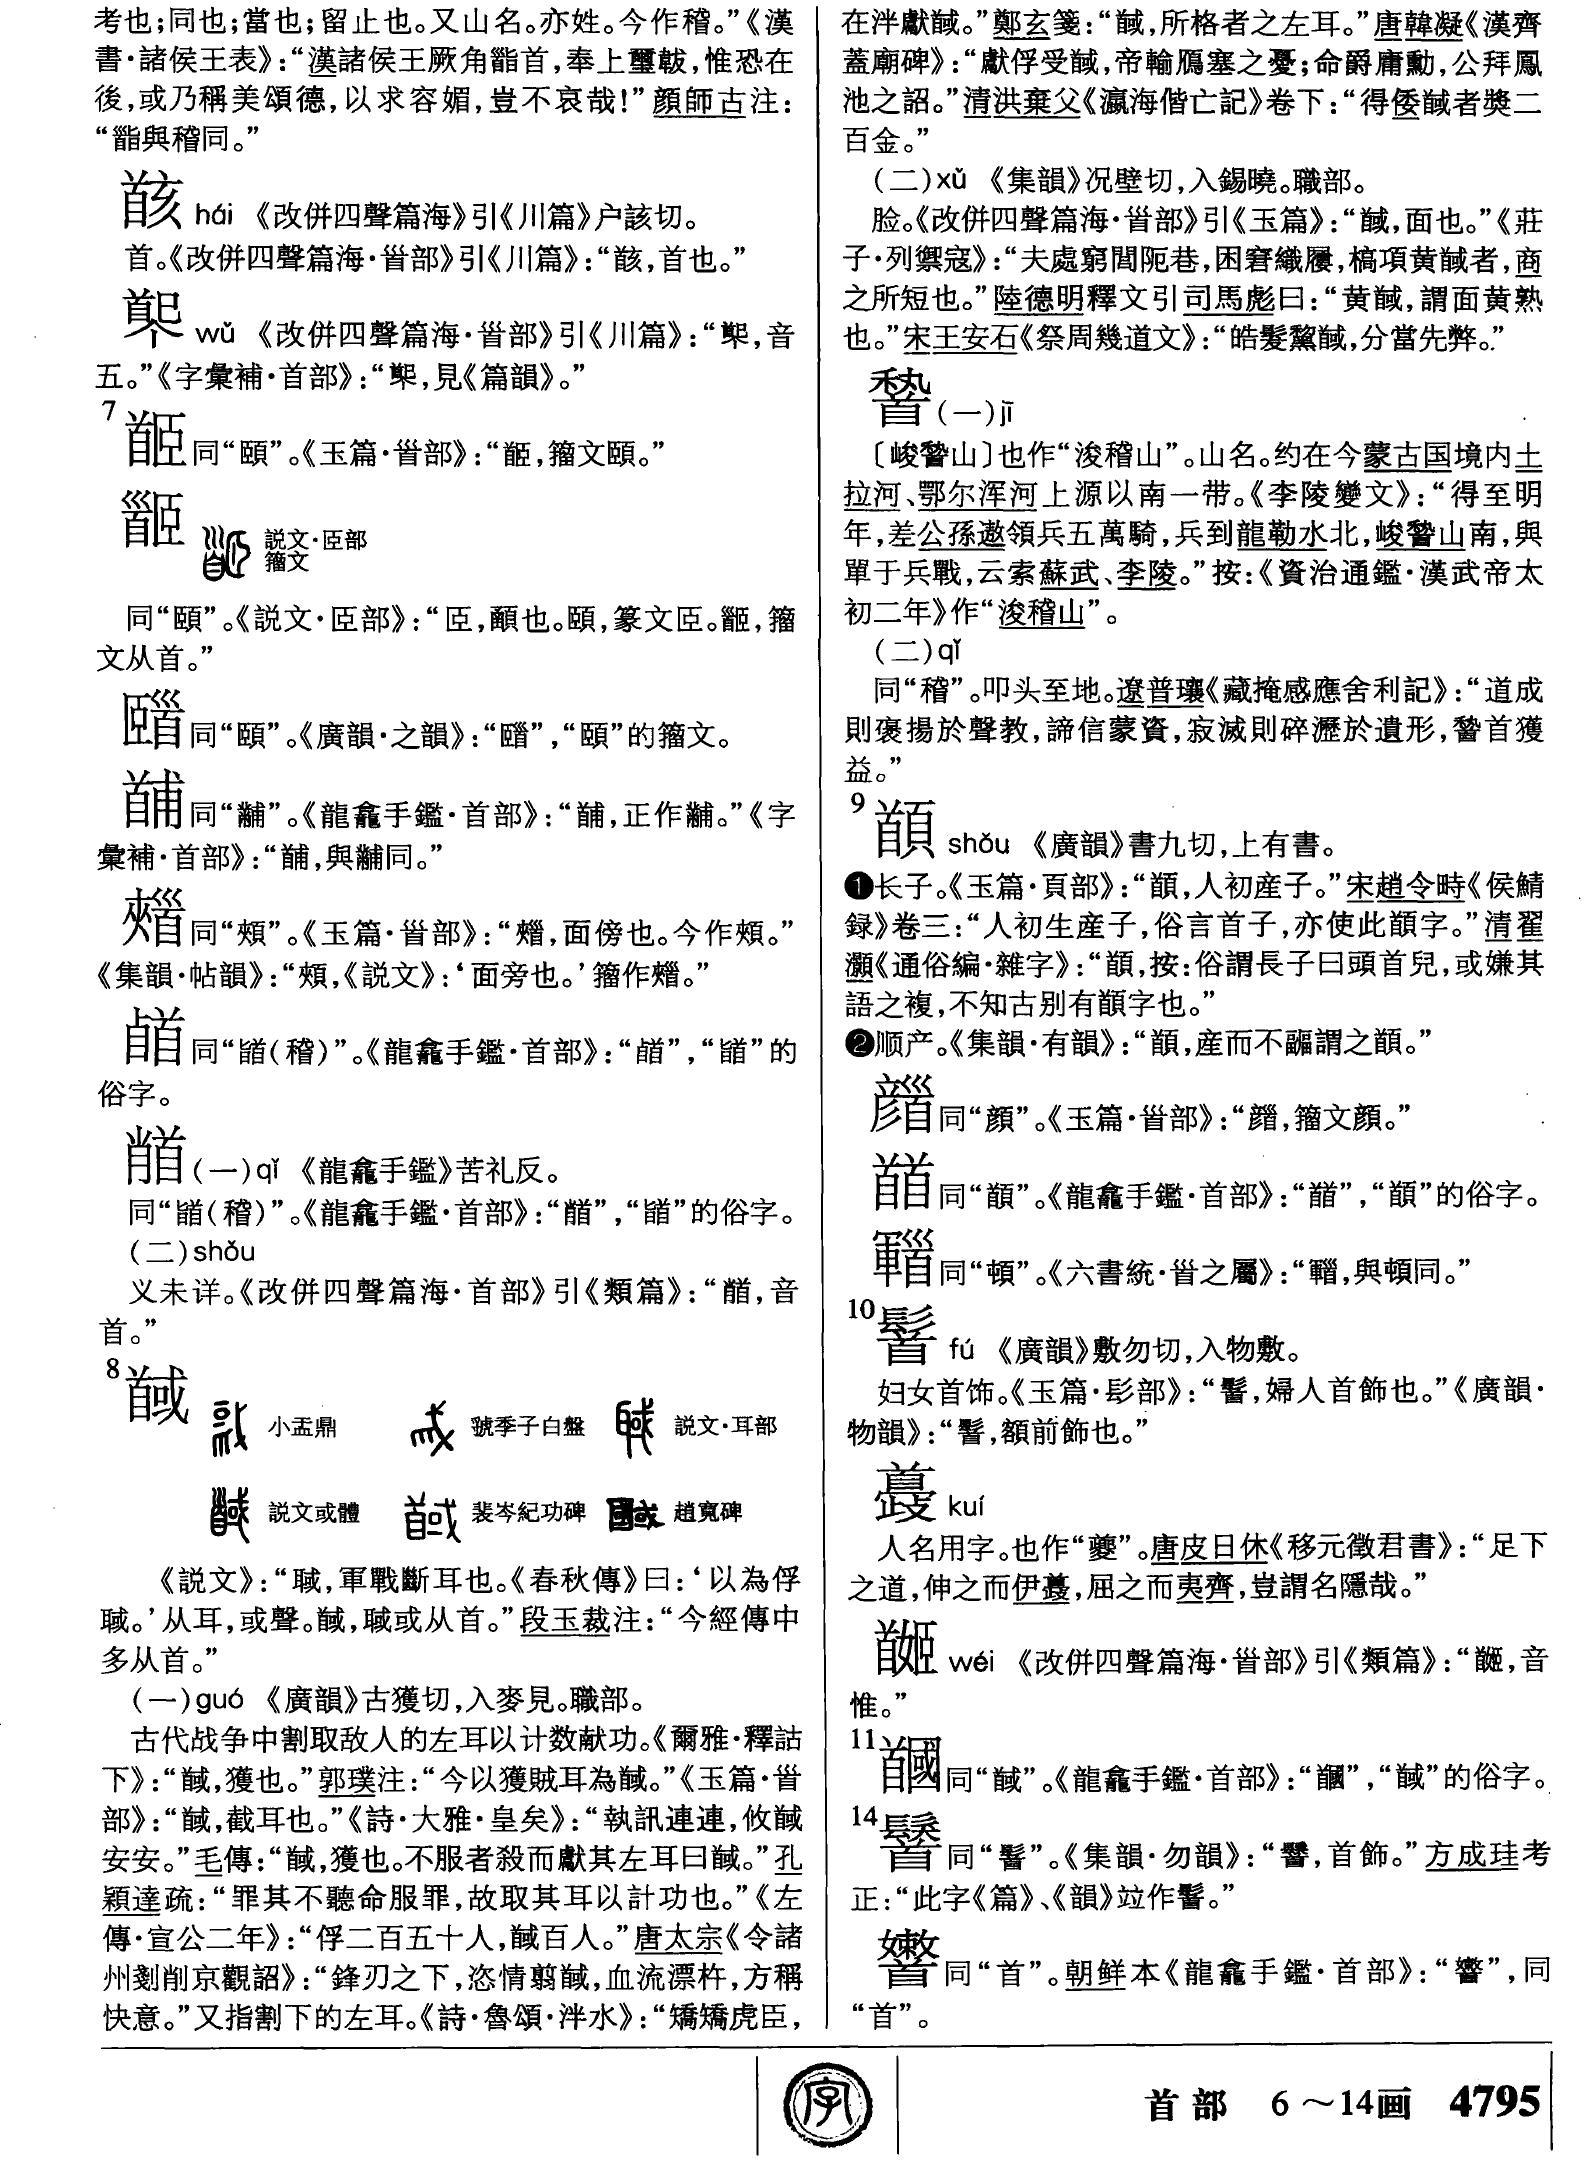 考也;同也;當也;留止也。又山名。亦姓。今作稽。”《漢
書·諸侯王表》:“漢諸侯王厥角䭫首,奉上璽韍,惟恐在
後,或乃稱美頌德,以求容媚,豈不哀哉!”顔師古注:
“䭫與稽同。”
hái 《改併四聲篇海》引《川篇》户該切。
首。《改併四聲篇海·𩠐部》引《川篇》:“,首也。”
wǔ 《改併四聲篇海·𩠐部》引《川篇》:“,音
五。”《字彙補·首部》:“,見《篇韻》。”
7
同“頤”。《玉篇·𩠐部》:“,籀文頤。”
説文·𦣞部
籀文
同“頤”。《説文·𦣞部》:“𦣞,顄也。頤,篆文𦣞。,籀
文从首。”
同“頤”。《廣韻·之韻》:“”,“頤”的籀文。
同“䩉”。《龍龕手鑑·首部》:“,正作䩉。”《字
彙補·首部》:“,與䩉同。”
同“頰”。《玉篇·𩠐部》:“,面傍也。今作頰。”
《集韻·帖韻》:“頰,《説文》:‘面旁也。’籀作。”
同“䭫(稽)”。《龍龕手鑑·首部》:“”,“䭫”的
俗字。
(一)qǐ 《龍龕手鑑》苦礼反。
同“䭫(稽)”。《龍龕手鑑·首部》:“”,“䭫”的俗字。
(二)shǒu
义未详。《改併四聲篇海·首部》引《類篇》:“,音
首。”
8馘
小盂鼎 虢季子白盤 説文·耳部
説文或體 裴岑紀功碑 趙寬碑
《説文》:“聝,軍戰斷耳也。《春秋傳》曰:‘以為俘
聝。’从耳,或聲。馘,聝或从首。”段玉裁注:“今經傳中
多从首。”
(一)guó 《廣韻》古獲切,入麥見。職部。
古代战争中割取敌人的左耳以计数献功。《爾雅·釋詁
下》:“馘,獲也。”郭璞注:“今以獲賊耳為馘。”《玉篇·𩠐
部》:“馘,截耳也。”《詩·大雅·皇矣》:“執訊連連,攸馘
安安。”毛傳:“馘,獲也。不服者殺而獻其左耳曰馘。”孔
穎達疏:“罪其不聽命服罪,故取其耳以計功也。”《左
傳·宣公二年》:“俘二百五十人,馘百人。”唐太宗《令諸
州剗削京觀詔》:“鋒刃之下,恣情翦馘,血流漂杵,方稱
快意。”又指割下的左耳。《詩·魯頌·泮水》:“矯矯虎臣,
在泮獻馘。”鄭玄箋:“馘,所格者之左耳。”唐韓凝《漢齊
蓋廟碑》:“獻俘受馘,帝輸鴈塞之憂;命爵庸勳,公拜鳳
池之詔。”清洪棄父《瀛海偕亡記》卷下:“得倭馘者獎二
百金。”
(二)xù 《集韻》况壁切,入錫曉。職部。
脸。《改併四聲篇海·𩠐部》引《玉篇》:“馘,面也。”《莊
子·列禦寇》:“夫處窮閭阨巷,困窘織屨,槁項黄馘者,商
之所短也。”陸德明釋文引司馬彪曰:“黄馘,謂面黄熟
也。”宋王安石《祭周幾道文》:“皓髮黧馘,分當先弊。”
(一)jī
〔峻山〕也作“浚稽山”。山名。约在今蒙古国境内土
拉河、鄂尔浑河上源以南一带。《李陵變文》:“得至明
年,差公孫遨領兵五萬騎,兵到龍勒水北,峻山南,與
單于兵戰,云索蘇武、李陵。”按:《資治通鑑·漢武帝太
初二年》作“浚稽山”。
(二)qǐ
同“稽”。叩头至地。遼普瓌《藏掩感應舍利記》:“道成
則褒揚於聲教,諦信蒙資,寂滅則碎瀝於遺形,首獲
益。”
9
shǒu 《廣韻》書九切,上有書。
❶长子。《玉篇·頁部》:“,人初産子。”宋趙令畤《侯鯖
録》卷三:“人初生産子,俗言首子,亦使此字。”清翟
灝《通俗編·雜字》:“,按:俗謂長子曰頭首兒,或嫌其
語之複,不知古别有字也。”
❷顺产。《集韻·有韻》:“,産而不疈謂之。”
同“顔”。《玉篇·𩠐部》:“,籀文顔。”
同“”。《龍龕手鑑·首部》:“”,“”的俗字。
同“頓”。《六書統·𩠐之屬》:“,與頓同。”
10
fú 《廣韻》敷勿切,入物敷。
妇女首饰。《玉篇·髟部》:“,婦人首飾也。”《廣韻·
物韻》:“,額前飾也。”
kuí
人名用字。也作“夔”。唐皮日休《移元徵君書》:“足下
之道,伸之而伊,屈之而夷齊,豈謂名隱哉。”
wéi 《改併四聲篇海·𩠐部》引《類篇》:“,音
惟。”
11
同“馘”。《龍龕手鑑·首部》:“”,“馘”的俗字。
14
同“”。《集韻·勿韻》:“,首飾。”方成珪考
正:“此字《篇》、《韻》竝作。”
同“首”。朝鲜本《龍龕手鑑·首部》:“”,同
“首”。
字
首部 6～14画 4795